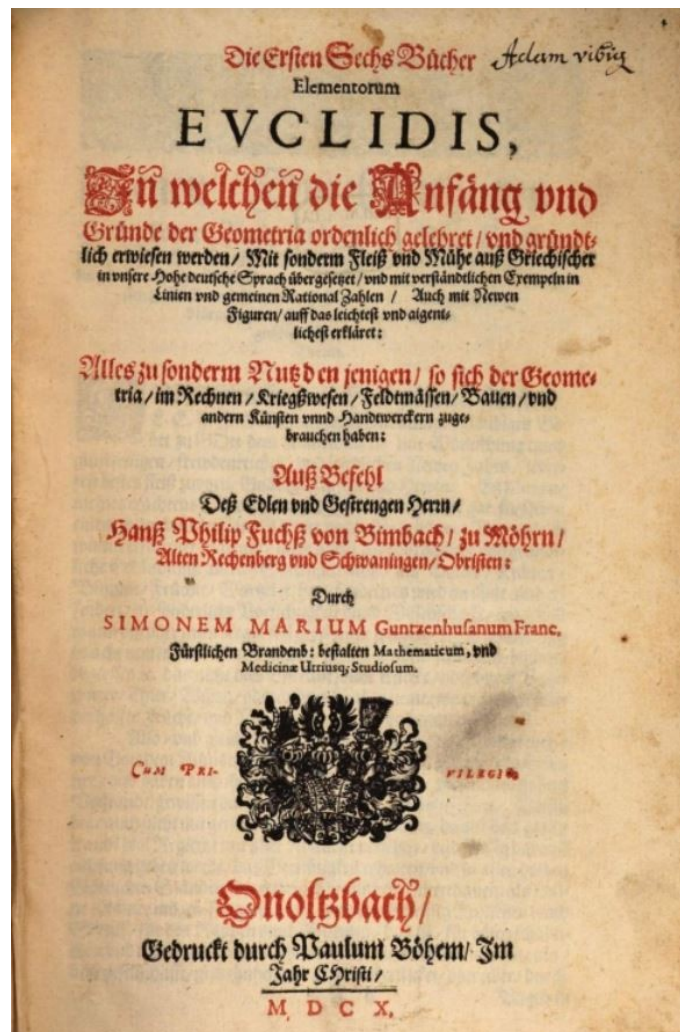 Die Ersten Sechs Bücher
Adam
Elementorum
EVCLIDIS,
In welchen die Anfäng vnd
Gründe der Geometria ordenlich gelehret / vnd gründt-
lich erwiesen werden / Mit sonderm Fleiß vnd Mühe auß Griechischer
in vnsere Hohe deutsche Sprach übergesetzet / vnd mit verständtlichen Exempeln in
Linien vnd gemeinen Rational Zahlen / Auch mit Newen
Figuren / auff das leichtest vnd aigent-
lichest erkläret:
Alles zu sonderm Nutz den jenigen / so sich der Geome-
tria / im Rechnen / Kriegßwesen / Feldtmässen / Bauen / vnd
andern Künsten vnnd Handtwerckern zuge-
brauchen haben:
Auß Befehl
Deß Edlen vnd Gestrengen Herrn /
Hanß Philip Fuchß von Bimbach / zu Möhrn /
Alten Rechenberg vnd Schwaningen / Obristen:
Durch
SIMONEM MARIUM Guntzenhusanum Franc.
Fürstlichen Brandenb: bestalten Mathematicum, vnd
Medicinæ Utriusq; Studiosum.
CUM PRI- VILEGIO
Onoltzbach /
Gedruckt durch Paulum Böhem / Im
Jahr Christi /
M D C X.